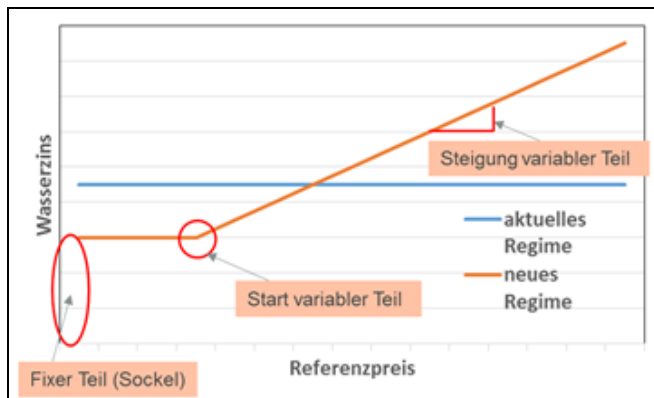 Wasserzins
Steigung variabler Teil
aktuelles
Regime
neues
Regime
Start variabler Teil
Referenzpreis
Fixer Teil (Sockel)